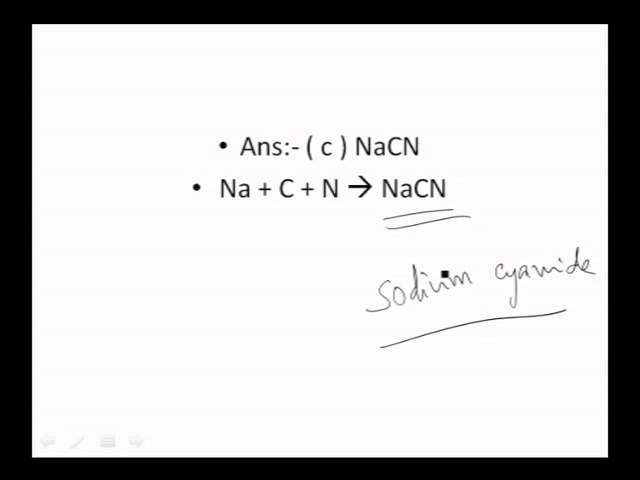 • Ans:- ( c ) NaCN
• Na + C + N → NaCN
sodium cyanide